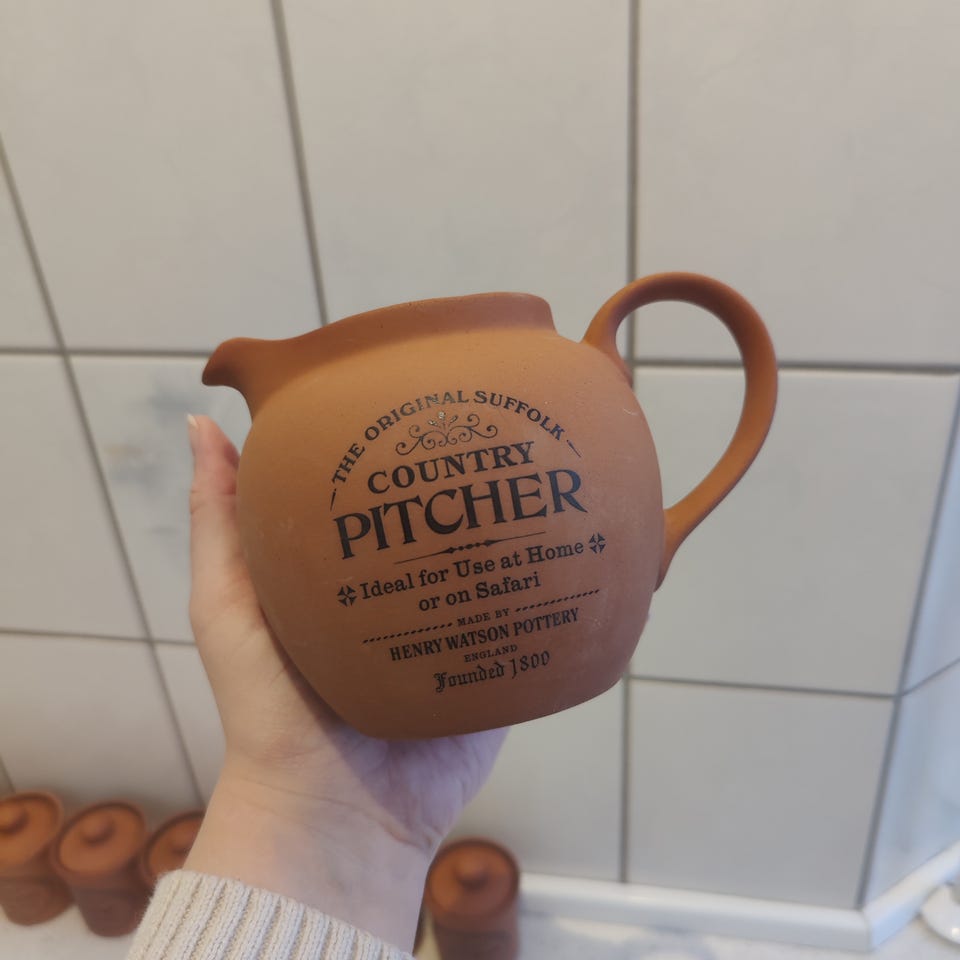 THE ORIGINAL SUFFOLK
COUNTRY
PITCHER
Ideal for Use at Home
or on Safari
MADE BY
HENRY WATSON POTTERY
ENGLAND
Founded 1800